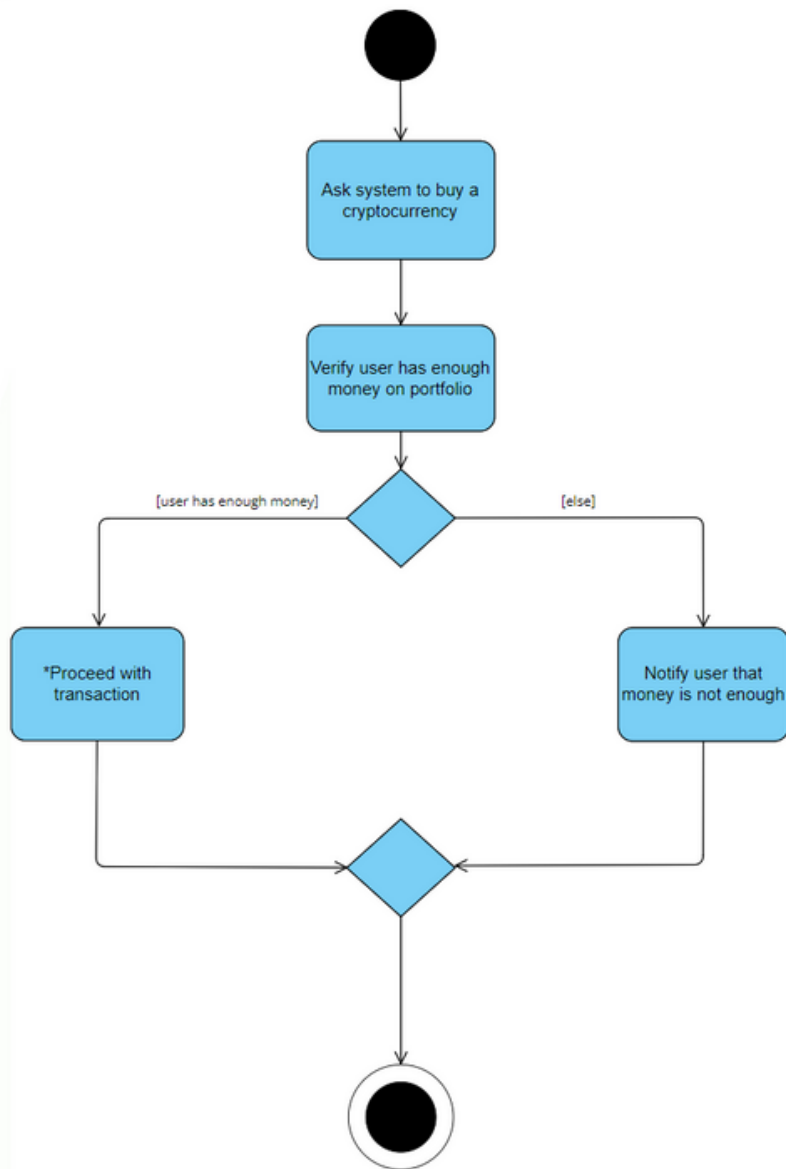 Ask system to buy a
cryptocurrency
Verify user has enough
money on portfolio
[user has enough money]
[else]
*Proceed with
transaction
Notify user that
money is not enough